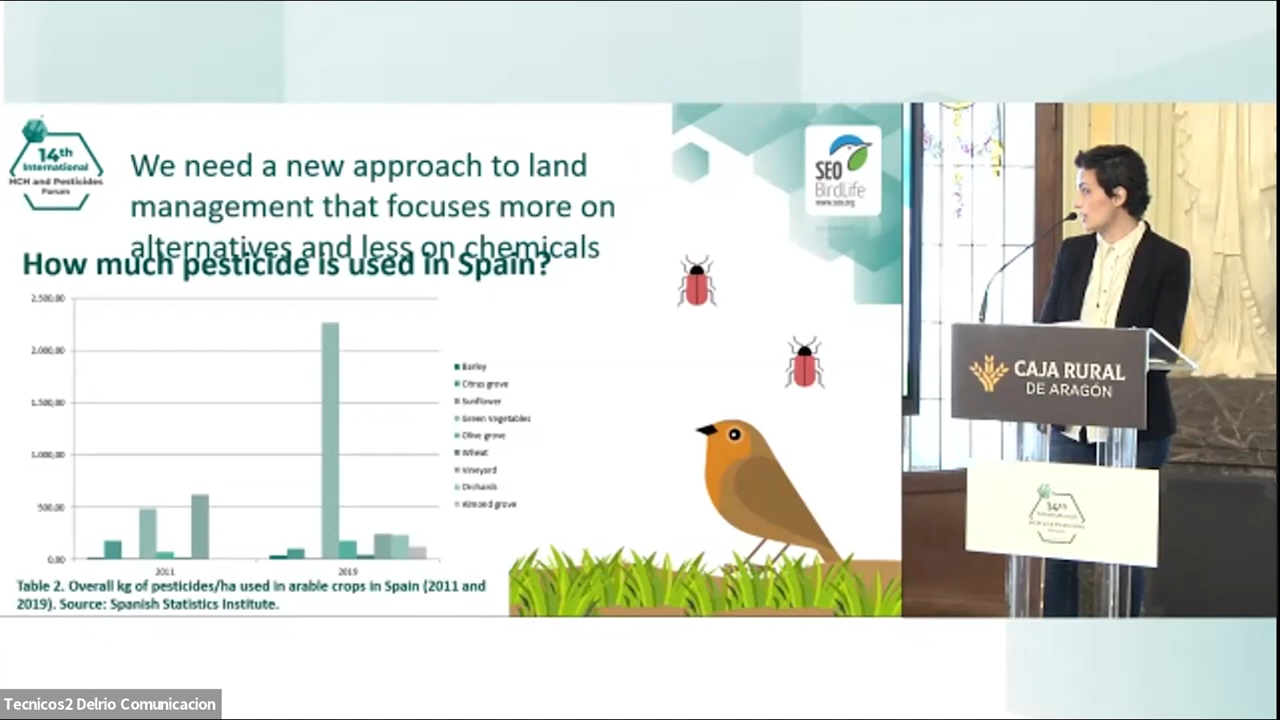 14th
International
HCH and Pesticides
Forum
We need a new approach to land
management that focuses more on
alternatives and less on chemicals
How much pesticide is used in Spain?
SEO
BirdLife
www.seo.org
2.500,00
2.000,00
1.500,00
1.000,00
500,00
0,00
2011
2019
Barley
Citrus grove
Sunflower
Green Vegetables
Olive grove
Wheat
Vineyard
Orchards
Almond grove
Table 2. Overall kg of pesticides/ha used in arable crops in Spain (2011 and
2019). Source: Spanish Statistics Institute.
CAJA RURAL
DE ARAGÓN
14th
Tecnicos2 Delrio Comunicacion